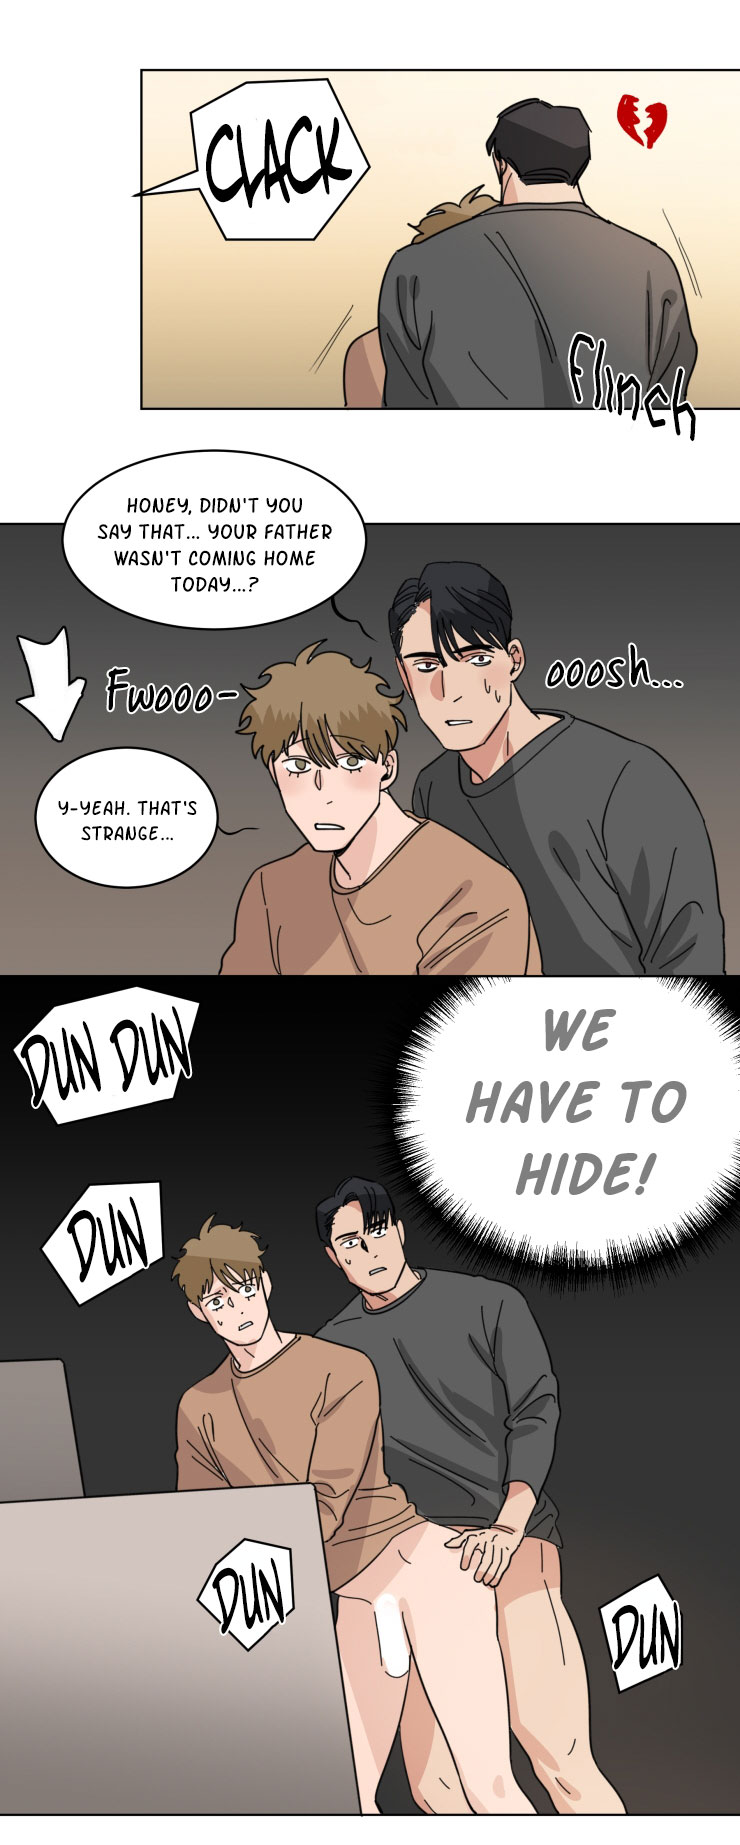 CLACK
Flinch
HONEY, DIDN'T YOU
SAY THAT... YOUR FATHER
WASN'T COMING HOME
TODAY...?
Fwooo-
ooosh...
Y-YEAH. THAT'S
STRANGE...
DUN DUN
WE
HAVE TO
HIDE!
DUN
DUN
DUN